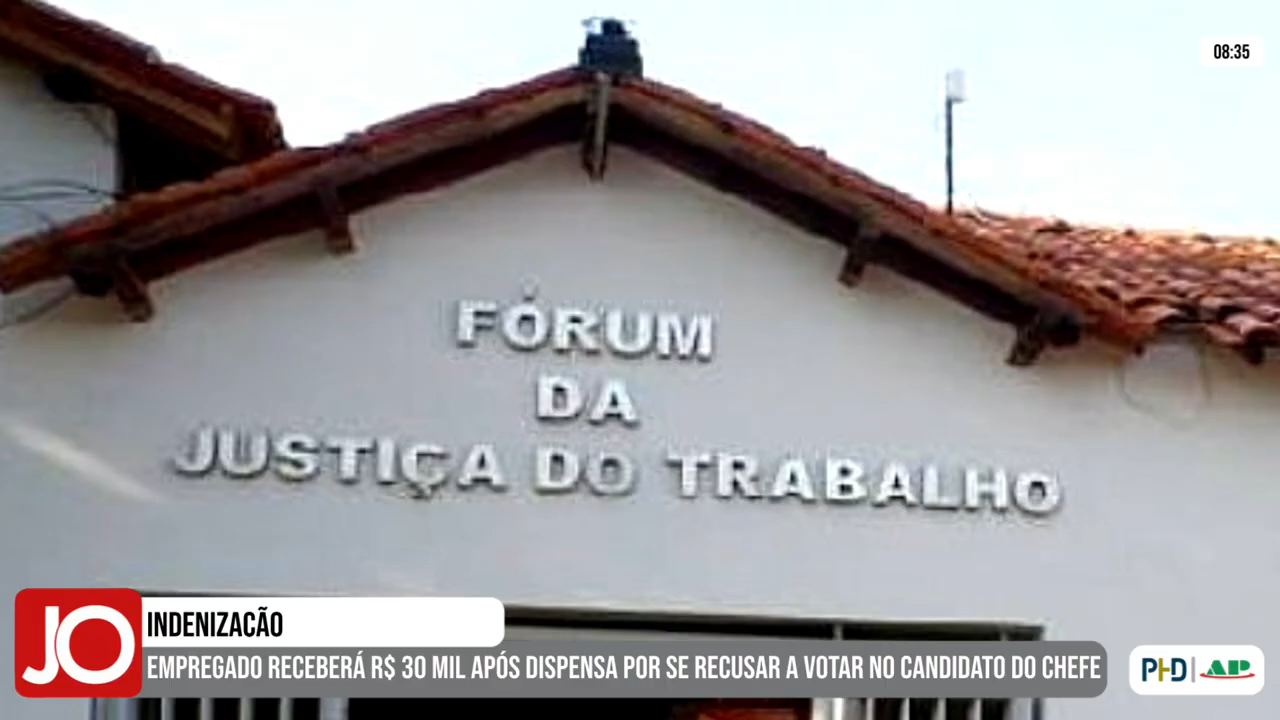 08:35
FÓRUM
DA
JUSTIÇA DO TRABALHO
JO
INDENIZACÃO
EMPREGADO RECEBERÁ R$ 30 MIL APÓS DISPENSA POR SE RECUSAR A VOTAR NO CANDIDATO DO CHEFE
PHD | AP